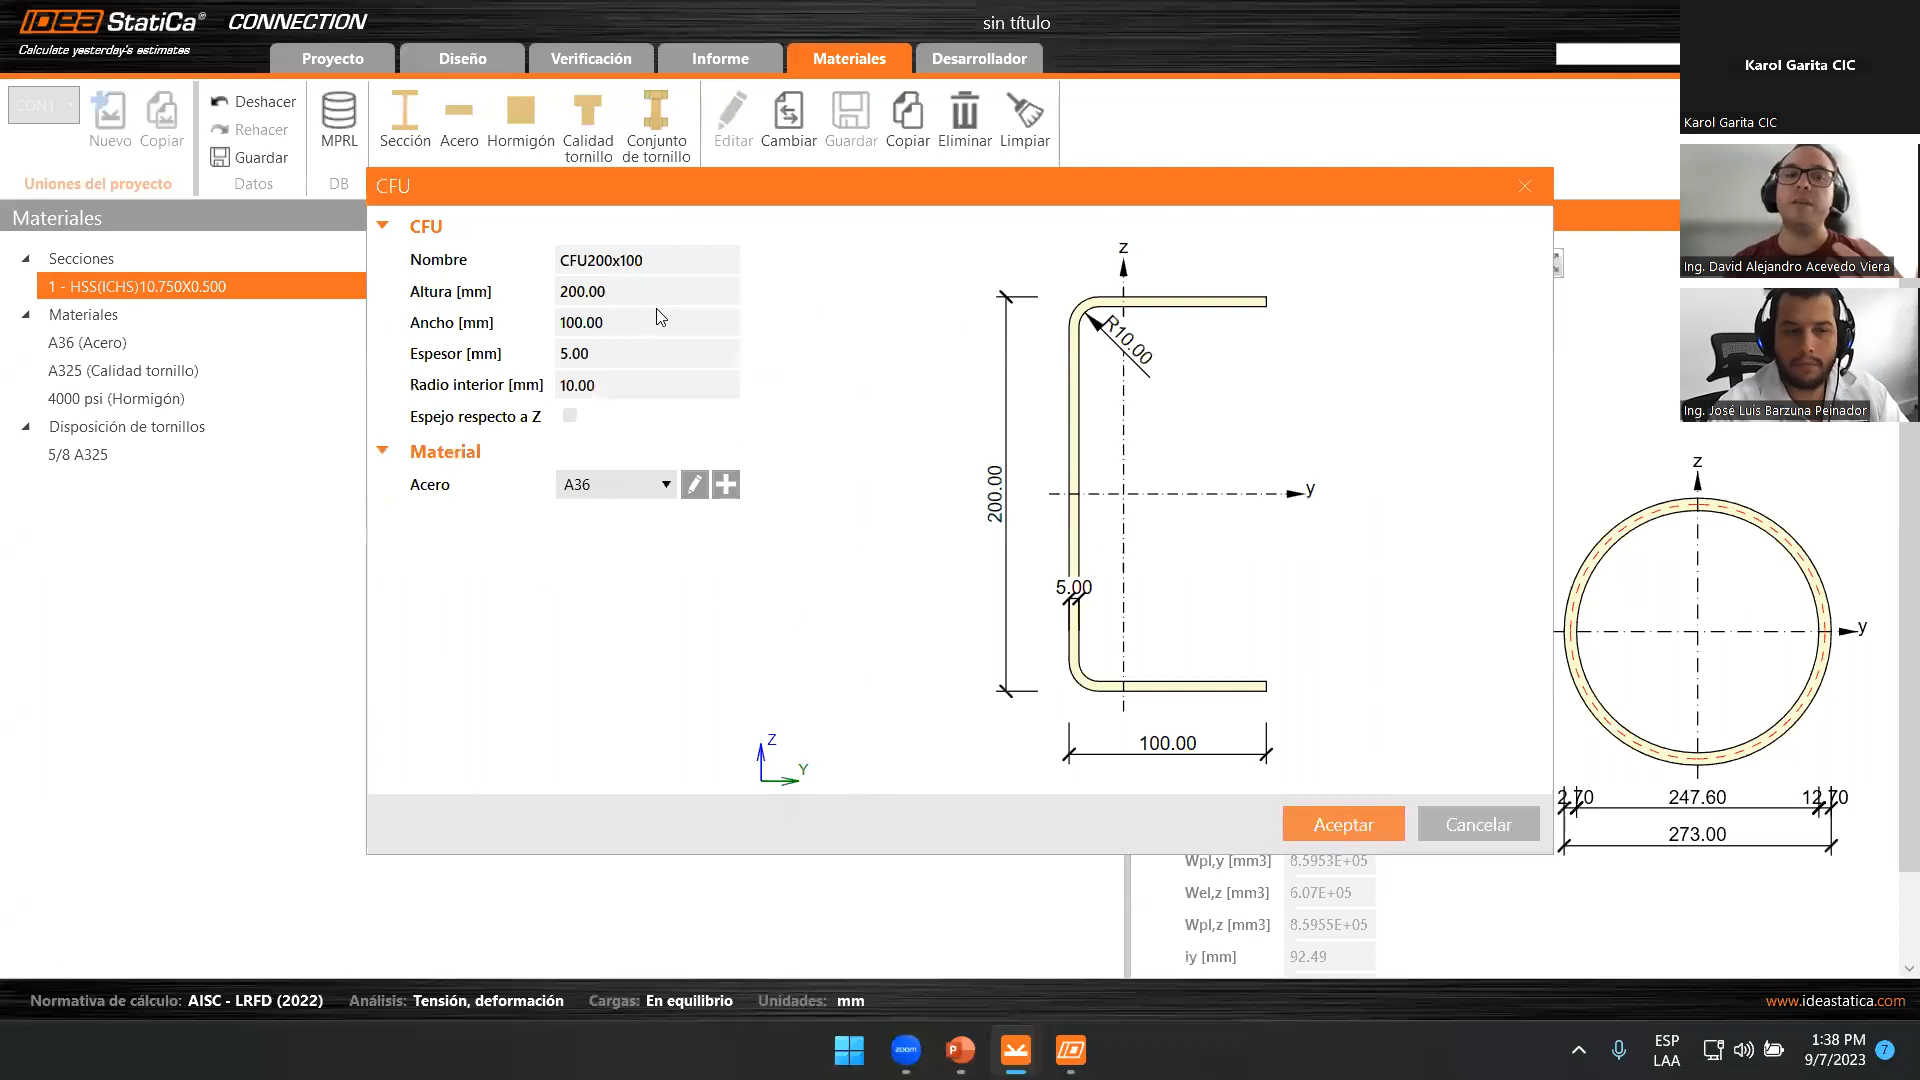 IDEA StatiCa® CONNECTION
Calculate yesterday's estimates
sin título
Proyecto
Diseño
Verificación
Informe
Materiales
Desarrollador
CON1
Nuevo
Copiar
Uniones del proyecto
Deshacer
Rehacer
Guardar
Datos
MPRL
DB
Sección
Acero
Hormigón
Calidad
tornillo
Conjunto
de tornillo
Editar
Cambiar
Guardar
Copiar
Eliminar
Limpiar
Karol Garita CIC
Karol Garita CIC
Ing. David Alejandro Acevedo Viera
Ing. José Luis Barzuna Peinador
Materiales
Secciones
1 - HSS(ICHS)10.750X0.500
Materiales
A36 (Acero)
A325 (Calidad tornillo)
4000 psi (Hormigón)
Disposición de tornillos
5/8 A325
CFU
CFU
Nombre CFU200x100
Altura [mm] 200.00
Ancho [mm] 100.00
Espesor [mm] 5.00
Radio interior [mm] 10.00
Espejo respecto a Z
Material
Acero A36
z
R10.00
200.00
y
5.00
100.00
Z
Y
Aceptar
Cancelar
z
y
2.70 247.60 12.70
273.00
Wpl,y [mm3] 8.5953E+05
Wel,z [mm3] 6.07E+05
Wpl,z [mm3] 8.5955E+05
iy [mm] 92.49
Normativa de cálculo: AISC - LRFD (2022) Análisis: Tensión, deformación Cargas: En equilibrio Unidades: mm
www.ideastatica.com
zoom
P
ESP
LAA
1:38 PM
9/7/2023
7